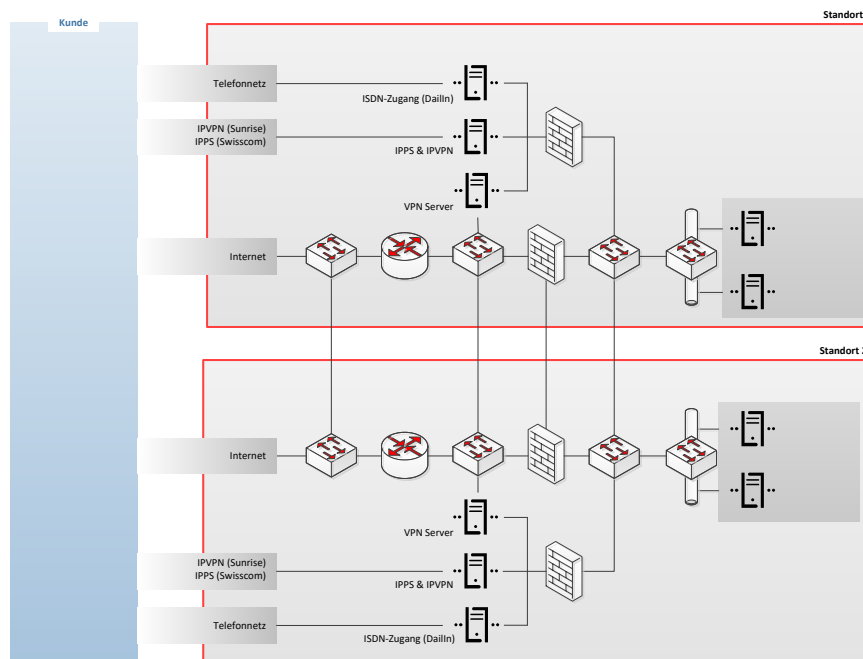 Kunde
Standort
Telefonnetz
ISDN-Zugang (DailIn)
IPVPN (Sunrise)
IPPS (Swisscom)
IPPS & IPVPN
VPN Server
Internet
Standort 2
Internet
VPN Server
IPVPN (Sunrise)
IPPS (Swisscom)
IPPS & IPVPN
Telefonnetz
ISDN-Zugang (DailIn)